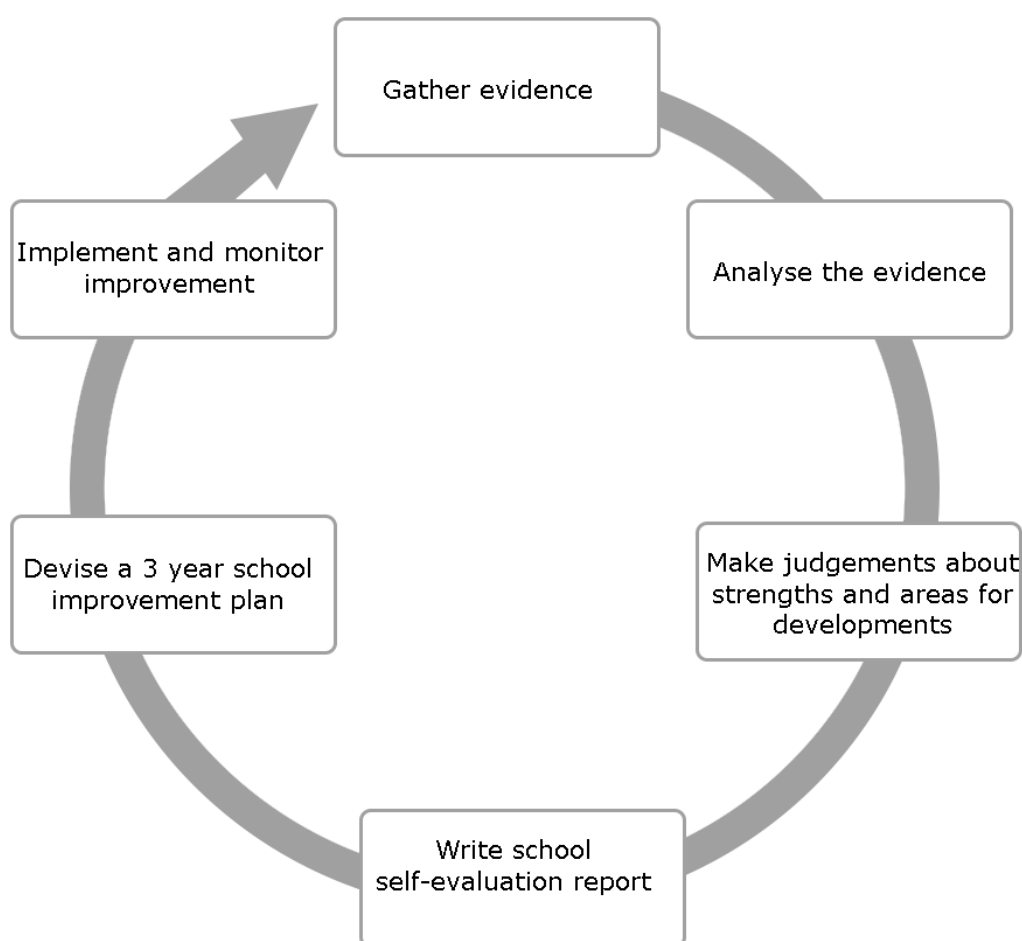 Gather evidence
Analyse the evidence
Make judgements about
strengths and areas for
developments
Write school
self-evaluation report
Devise a 3 year school
improvement plan
Implement and monitor
improvement